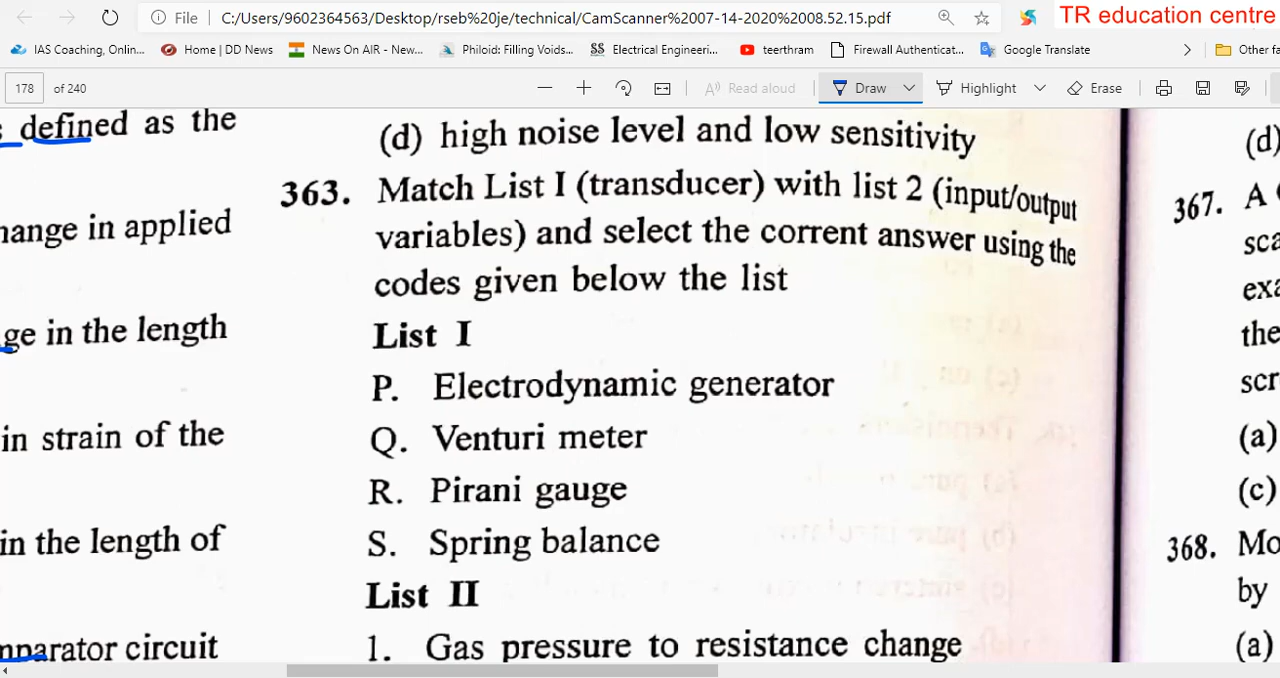 File | C:/Users/9602364563/Desktop/rseb%20je/technical/CamScanner%2007-14-2020%2008.52.15.pdf
TR education centre
IAS Coaching, Onlin... Home | DD News News On AIR - New... Philoid: Filling Voids... Electrical Engineeri... teerthram Firewall Authenticat... Google Translate Other fa
178 of 240 Read aloud Draw Highlight Erase
defined as the
hange in applied
ge in the length
in strain of the
in the length of
mparator circuit
(d) high noise level and low sensitivity
363. Match List I (transducer) with list 2 (input/output
variables) and select the corrent answer using the
codes given below the list
List I
P. Electrodynamic generator
Q. Venturi meter
R. Pirani gauge
S. Spring balance
List II
1. Gas pressure to resistance change
(d)
367. A
sca
exa
the
scr
(a)
(c)
368. Mo
by
(a)